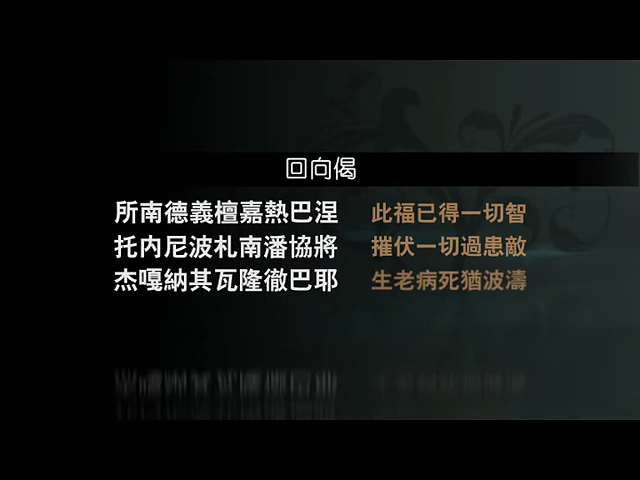 回向偈
所南德義檀嘉熱巴涅 此福已得一切智
托内尼波札南潘協將 摧伏一切過患敵
杰嘎納其瓦隆徹巴耶 生老病死猶波濤